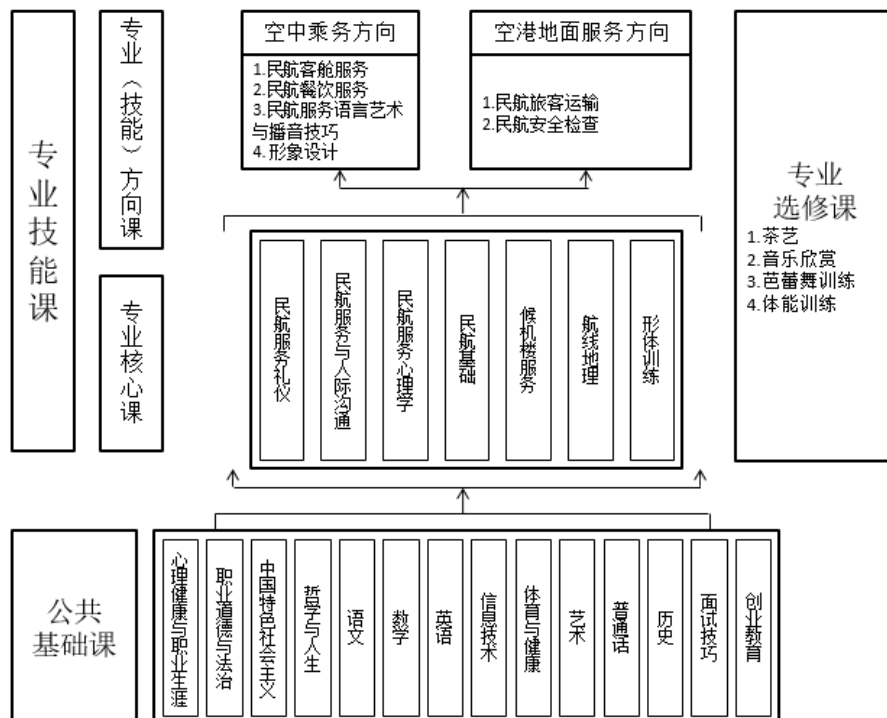 专业技能课
专业（技能）方向课
专业核心课
空中乘务方向
1.民航客舱服务
2.民航餐饮服务
3.民航服务语言艺术
与播音技巧
4. 形象设计
空港地面服务方向
1.民航旅客运输
2.民航安全检查
专业
选修课
1.茶艺
2.音乐欣赏
3.芭蕾舞训练
4.体能训练
民航服务礼仪
民航服务与人际沟通
民航服务心理学
民航基础
候机楼服务
航线地理
形体训练
公共
基础课
心理健康与职业生涯
职业道德与法治
中国特色社会主义
哲学与人生
语文
数学
英语
信息技术
体育与健康
艺术
普通话
历史
面试技巧
创业教育